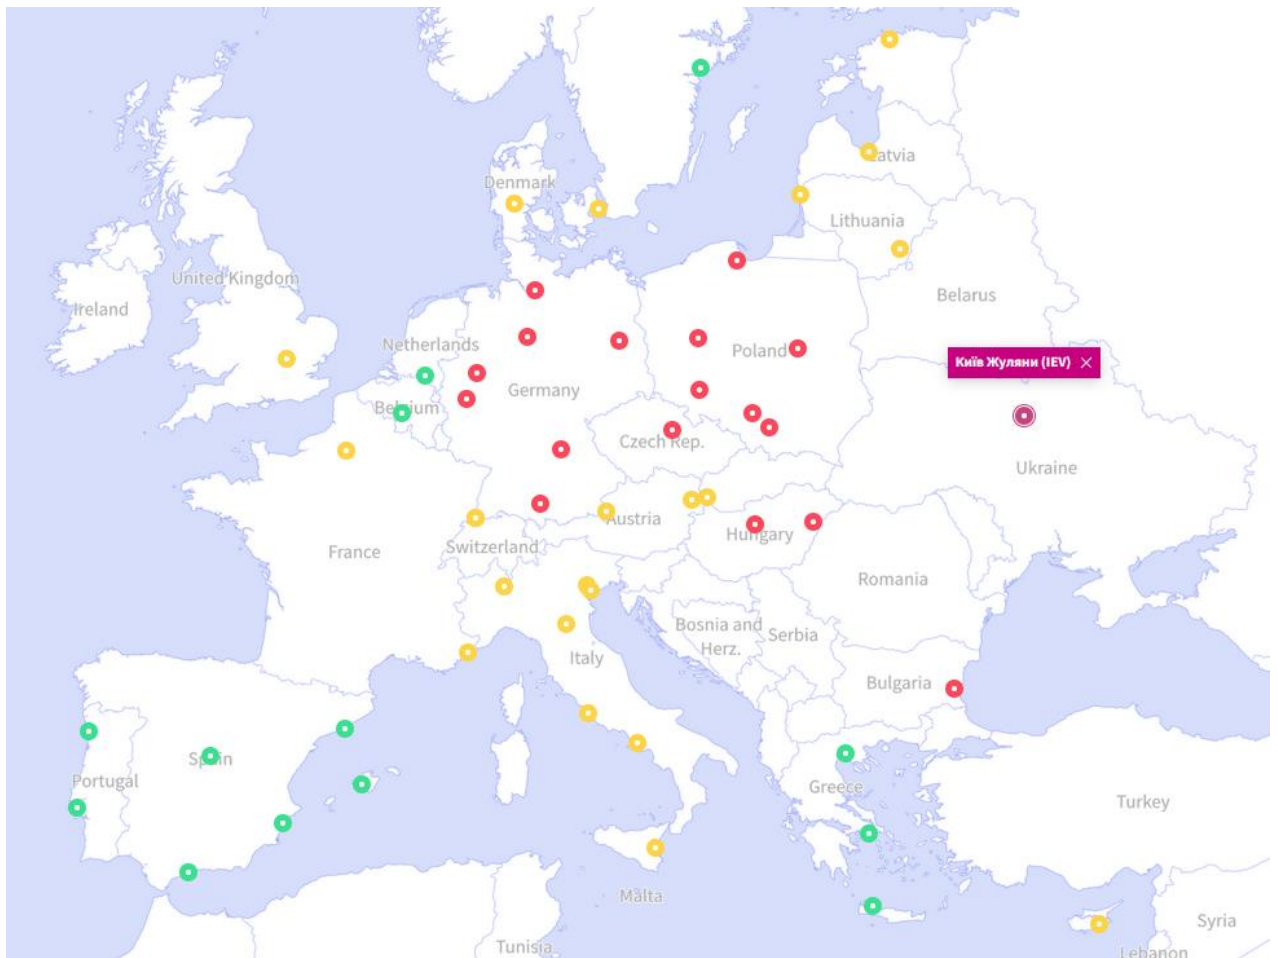 Latvia
Denmark
Lithuania
United Kingdom
Belarus
Ireland
Netherlands
Poland
Київ Жуляни (IEV)
Germany
Belgium
Czech Rep.
Ukraine
Austria
Hungary
Switzerland
France
Romania
Bosnia and
Herz.
Serbia
Italy
Bulgaria
Spain
Portugal
Greece
Turkey
Malta
Syria
Tunisia
Lebanon